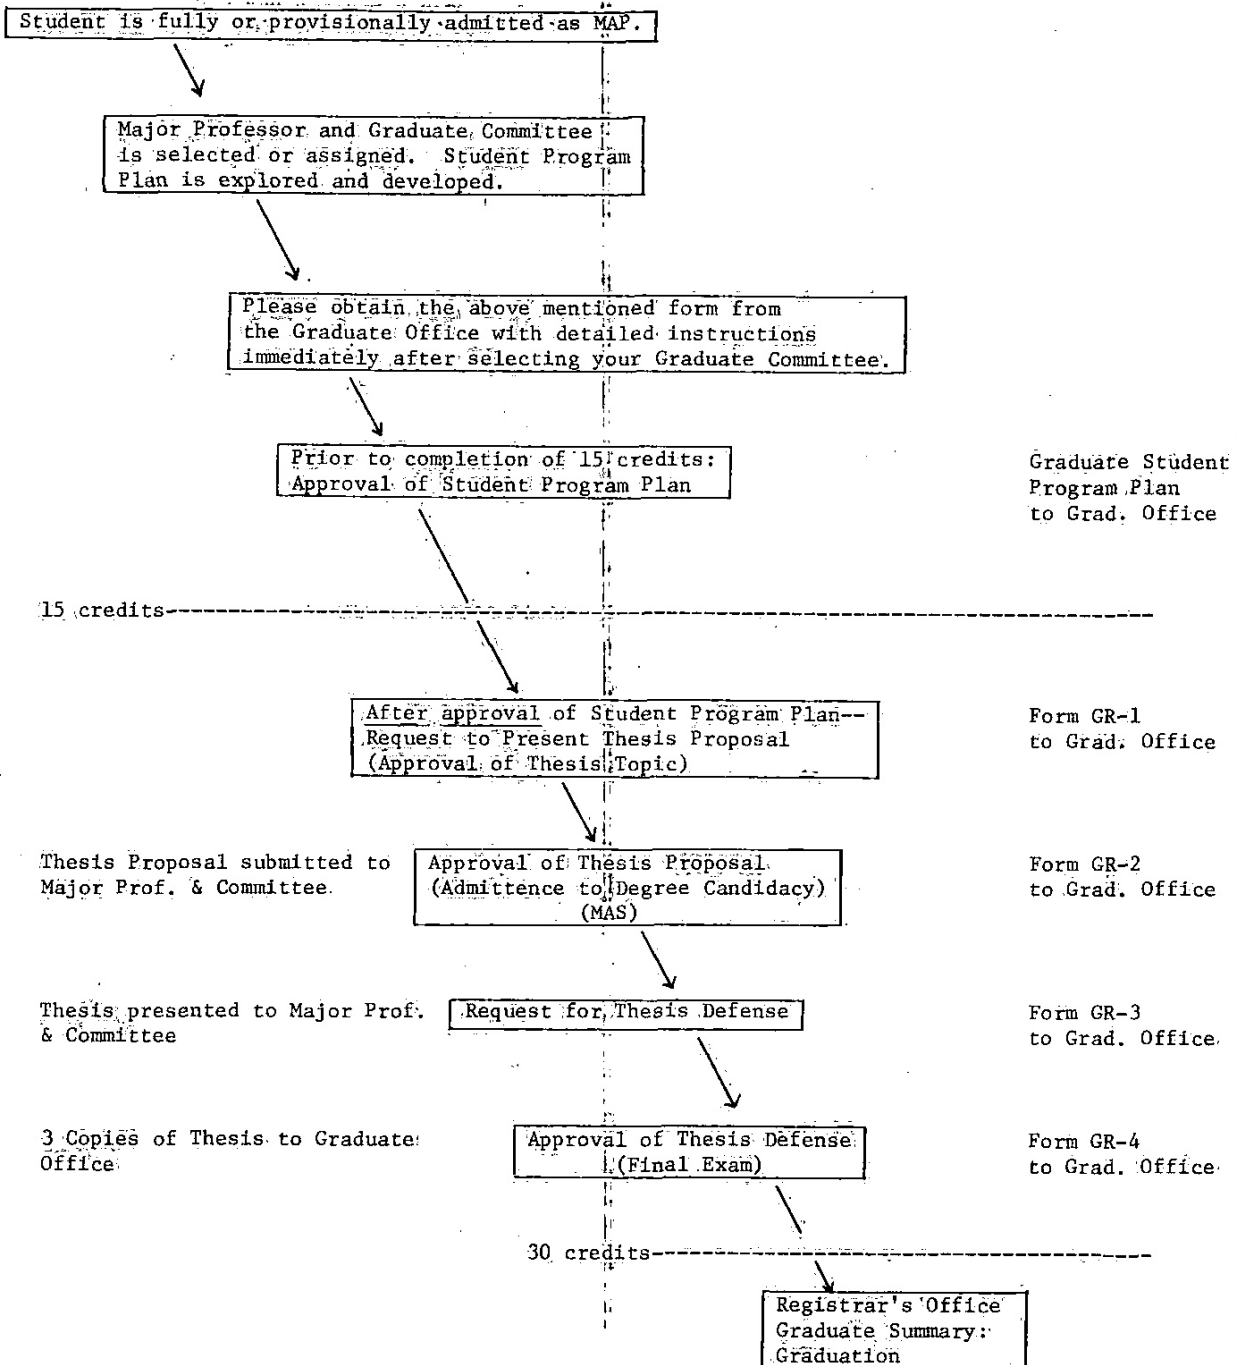 Student is fully or provisionally admitted as MAP.
Major Professor and Graduate Committee
is selected or assigned. Student Program
Plan is explored and developed.
Please obtain the above mentioned form from
the Graduate Office with detailed instructions
immediately after selecting your Graduate Committee.
Prior to completion of 15 credits:
Approval of Student Program Plan
Graduate Student
Program Plan
to Grad. Office
15 credits
After approval of Student Program Plan--
Request to Present Thesis Proposal
(Approval of Thesis Topic)
Form GR-1
to Grad. Office
Thesis Proposal submitted to
Major Prof. & Committee
Approval of Thesis Proposal
(Admittence to Degree Candidacy)
(MAS)
Form GR-2
to Grad. Office
Thesis presented to Major Prof.
& Committee
Request for Thesis Defense
Form GR-3
to Grad. Office
3 Copies of Thesis to Graduate
Office
Approval of Thesis Defense
(Final Exam)
Form GR-4
to Grad. Office
30 credits
Registrar's Office
Graduate Summary:
Graduation